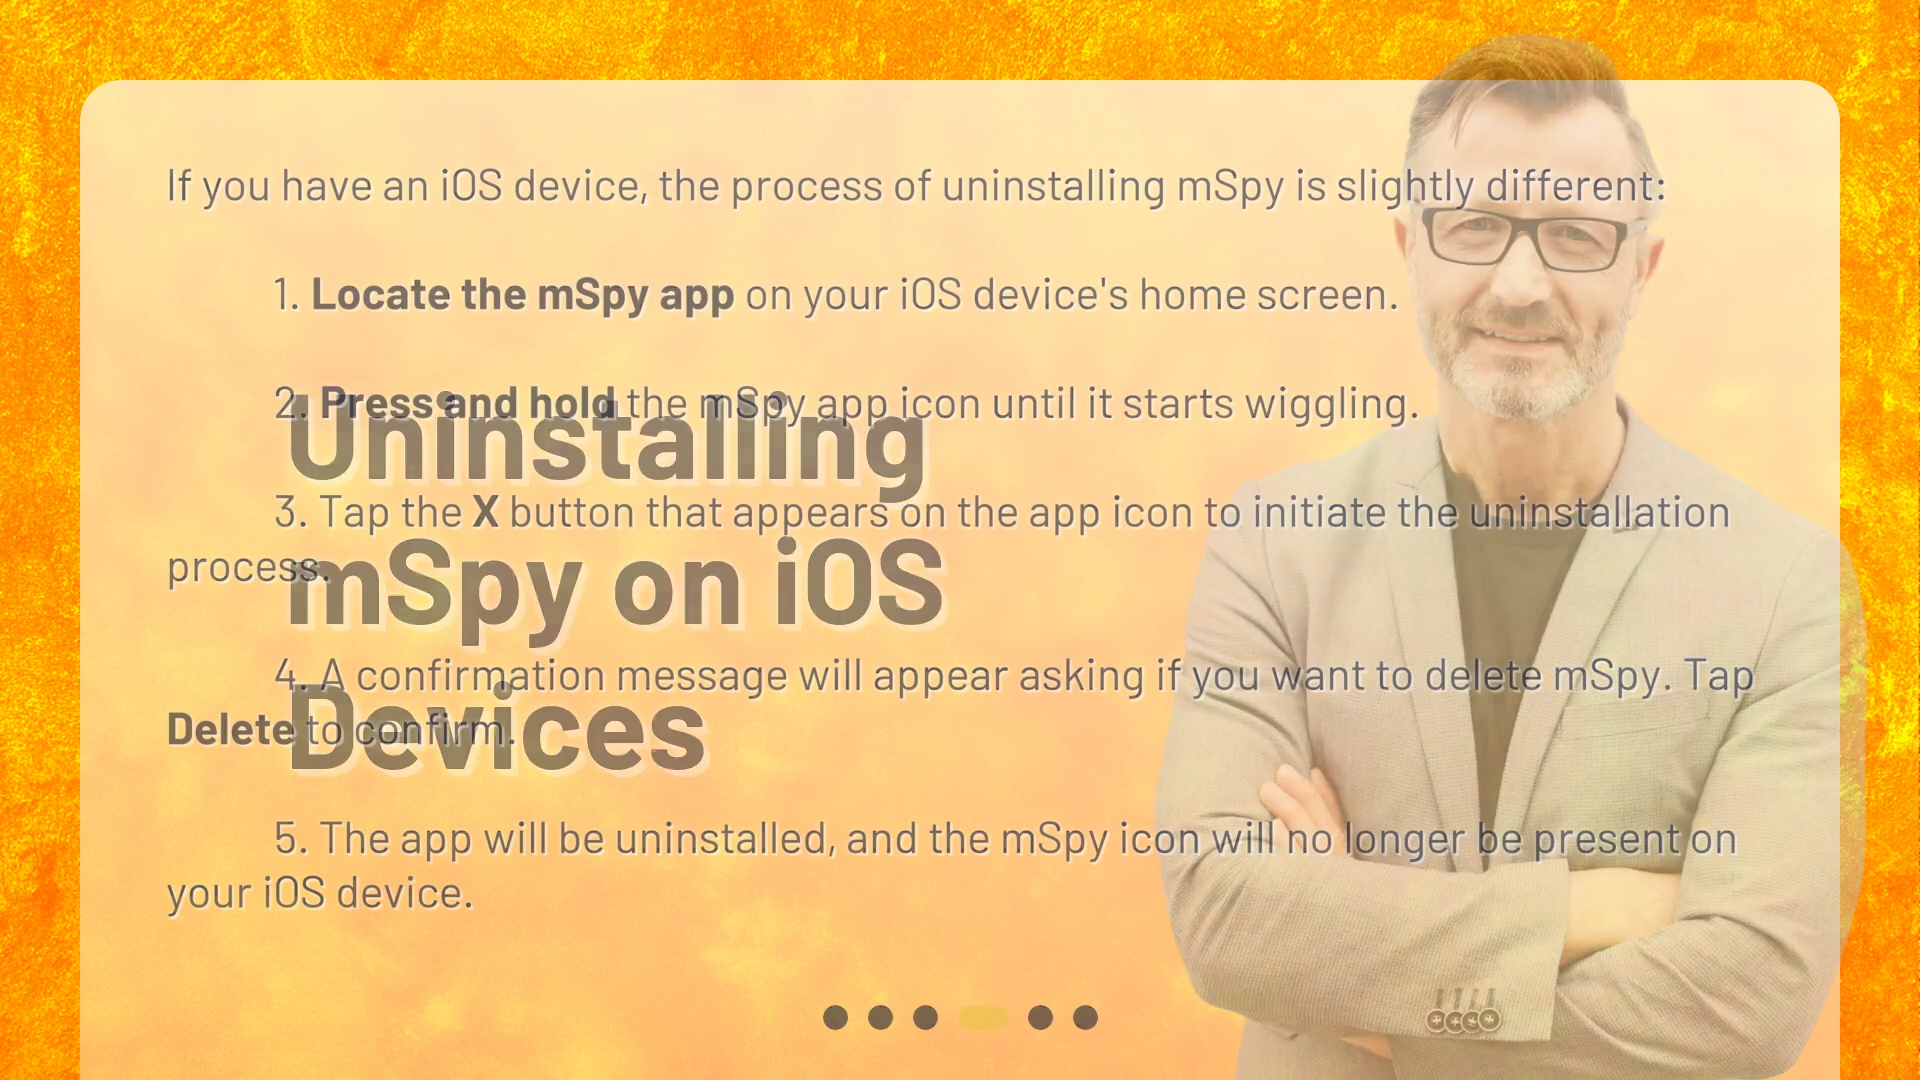 If you have an iOS device, the process of uninstalling mSpy is slightly different:
1. Locate the mSpy app on your iOS device's home screen.
2. Press and hold the mSpy app icon until it starts wiggling.
3. Tap the X button that appears on the app icon to initiate the uninstallation
process.
4. A confirmation message will appear asking if you want to delete mSpy. Tap
Delete to confirm.
5. The app will be uninstalled, and the mSpy icon will no longer be present on
your iOS device.
Uninstalling
mSpy on iOS
Devices